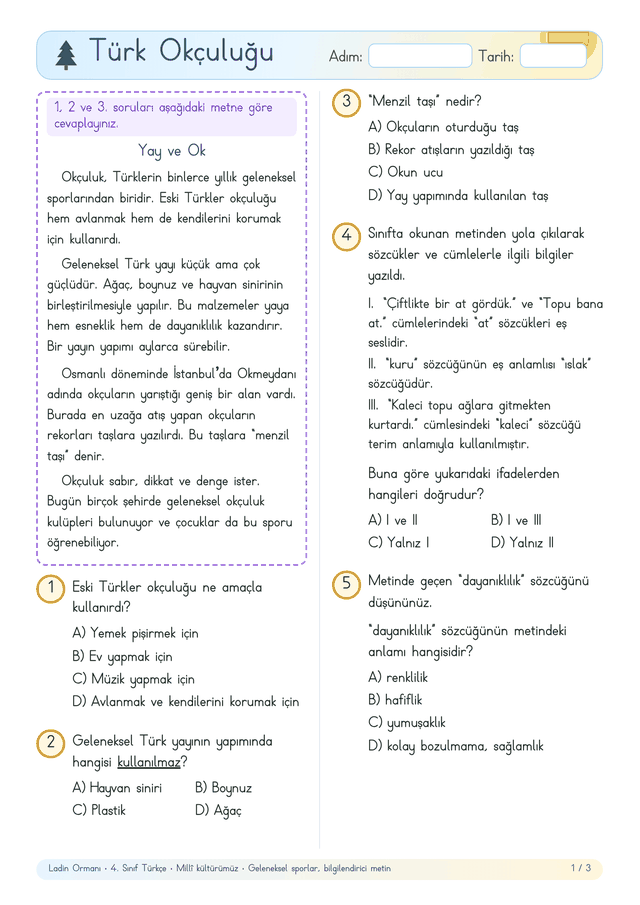 Türk Okçuluğu
Adım:
Tarih:
1, 2 ve 3. soruları aşağıdaki metne göre
cevaplayınız.
Yay ve Ok
Okçuluk, Türklerin binlerce yıllık geleneksel
sporlarından biridir. Eski Türkler okçuluğu
hem avlanmak hem de kendilerini korumak
için kullanırdı.
Geleneksel Türk yayı küçük ama çok
güçlüdür. Ağaç, boynuz ve hayvan sinirinin
birleştirilmesiyle yapılır. Bu malzemeler yaya
hem esneklik hem de dayanıklılık kazandırır.
Bir yayın yapımı aylarca sürebilir.
Osmanlı döneminde İstanbul'da Okmeydanı
adında okçuların yarıştığı geniş bir alan vardı.
Burada en uzağa atış yapan okçuların
rekorları taşlara yazılırdı. Bu taşlara "menzil
taşı" denir.
Okçuluk sabır, dikkat ve denge ister.
Bugün birçok şehirde geleneksel okçuluk
kulüpleri bulunuyor ve çocuklar da bu sporu
öğrenebiliyor.
1 Eski Türkler okçuluğu ne amaçla
kullanırdı?
A) Yemek pişirmek için
B) Ev yapmak için
C) Müzik yapmak için
D) Avlanmak ve kendilerini korumak için
2 Geleneksel Türk yayının yapımında
hangisi kullanılmaz?
A) Hayvan siniri B) Boynuz
C) Plastik D) Ağaç
3 "Menzil taşı" nedir?
A) Okçuların oturduğu taş
B) Rekor atışların yazıldığı taş
C) Okun ucu
D) Yay yapımında kullanılan taş
4 Sınıfta okunan metinden yola çıkılarak
sözcükler ve cümlelerle ilgili bilgiler
yazıldı.
I. "Çiftlikte bir at gördük." ve "Topu bana
at." cümlelerindeki "at" sözcükleri eş
seslidir.
II. "kuru" sözcüğünün eş anlamlısı "ıslak"
sözcüğüdür.
III. "Kaleci topu ağlara gitmekten
kurtardı." cümlesindeki "kaleci" sözcüğü
terim anlamıyla kullanılmıştır.
Buna göre yukarıdaki ifadelerden
hangileri doğrudur?
A) I ve II B) I ve III
C) Yalnız I D) Yalnız II
5 Metinde geçen "dayanıklılık" sözcüğünü
düşününüz.
"dayanıklılık" sözcüğünün metindeki
anlamı hangisidir?
A) renklilik
B) hafiflik
C) yumuşaklık
D) kolay bozulmama, sağlamlık
Ladin Ormanı • 4. Sınıf Türkçe • Millî kültürümüz • Geleneksel sporlar, bilgilendirici metin
1 / 3